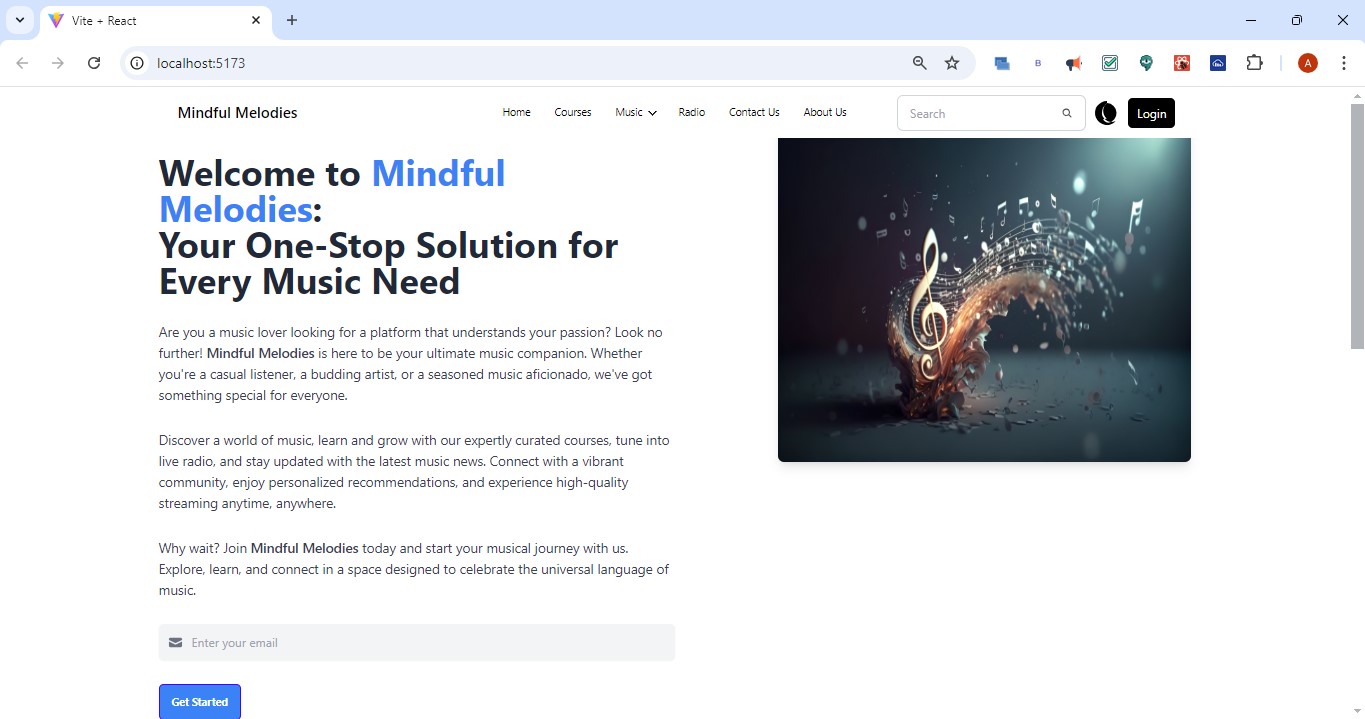 Vite + React
localhost:5173
B
A
Mindful Melodies
Home Courses Music Radio Contact Us About Us Search Login
Welcome to Mindful
Melodies:
Your One-Stop Solution for
Every Music Need
Are you a music lover looking for a platform that understands your passion? Look no
further! Mindful Melodies is here to be your ultimate music companion. Whether
you're a casual listener, a budding artist, or a seasoned music aficionado, we've got
something special for everyone.
Discover a world of music, learn and grow with our expertly curated courses, tune into
live radio, and stay updated with the latest music news. Connect with a vibrant
community, enjoy personalized recommendations, and experience high-quality
streaming anytime, anywhere.
Why wait? Join Mindful Melodies today and start your musical journey with us.
Explore, learn, and connect in a space designed to celebrate the universal language of
music.
Enter your email
Get Started